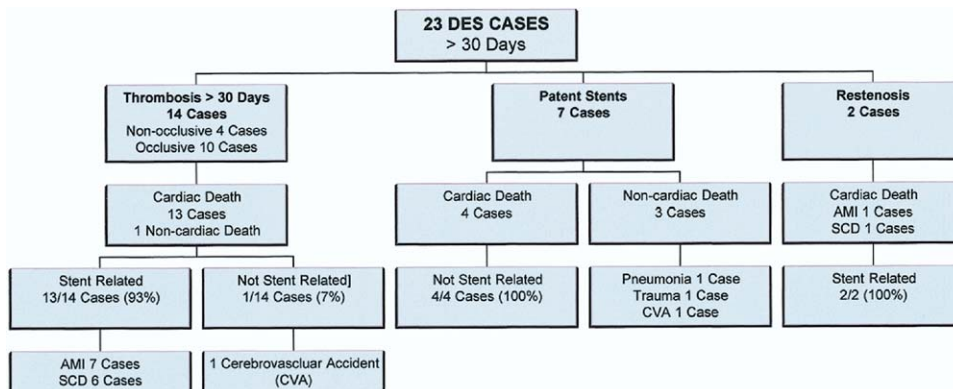 23 DES CASES
> 30 Days
Thrombosis > 30 Days
14 Cases
Non-occlusive 4 Cases
Occlusive 10 Cases
Patent Stents
7 Cases
Restenosis
2 Cases
Cardiac Death
13 Cases
1 Non-cardiac Death
Cardiac Death
4 Cases
Non-cardiac Death
3 Cases
Cardiac Death
AMI 1 Cases
SCD 1 Cases
Stent Related
13/14 Cases (93%)
Not Stent Related]
1/14 Cases (7%)
Not Stent Related
4/4 Cases (100%)
Pneumonia 1 Case
Trauma 1 Case
CVA 1 Case
Stent Related
2/2 (100%)
AMI 7 Cases
SCD 6 Cases
1 Cerebrovascluar Accident
(CVA)